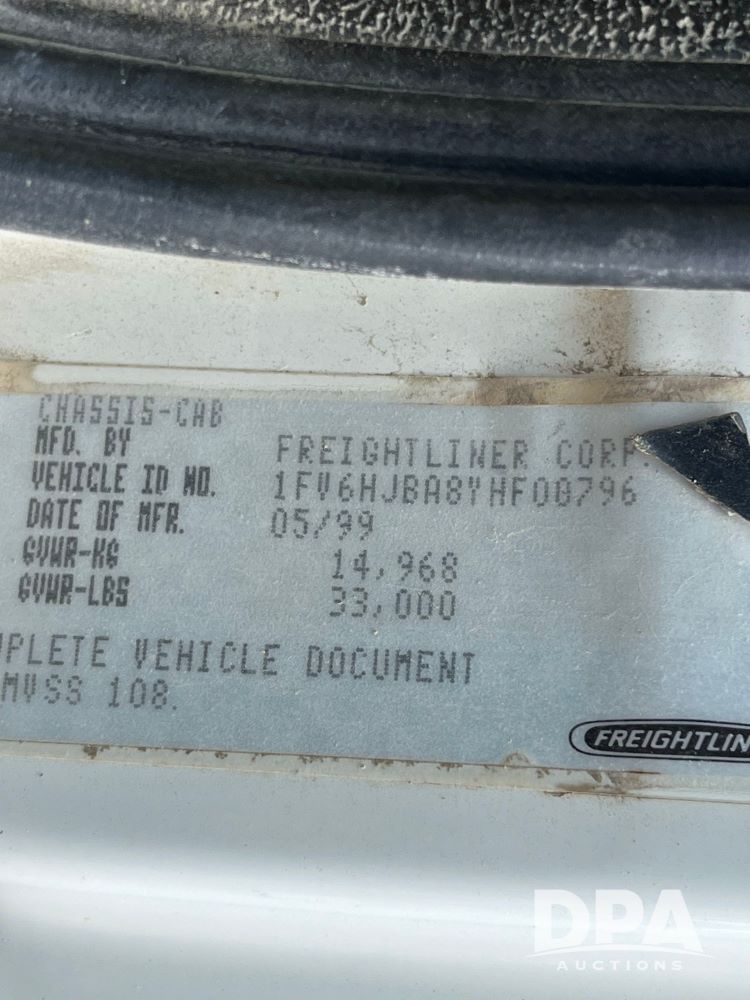 CHASSIS-CAB
MFD. BY FREIGHTLINER CORP.
VEHICLE ID NO. 1FV6HJBA8YHF00796
DATE OF MFR. 05/99
GVWR-KG 14,968
GVWR-LBS 33,000
MPLETE VEHICLE DOCUMENT
MVSS 108.
FREIGHTLIN
DPA
AUCTIONS